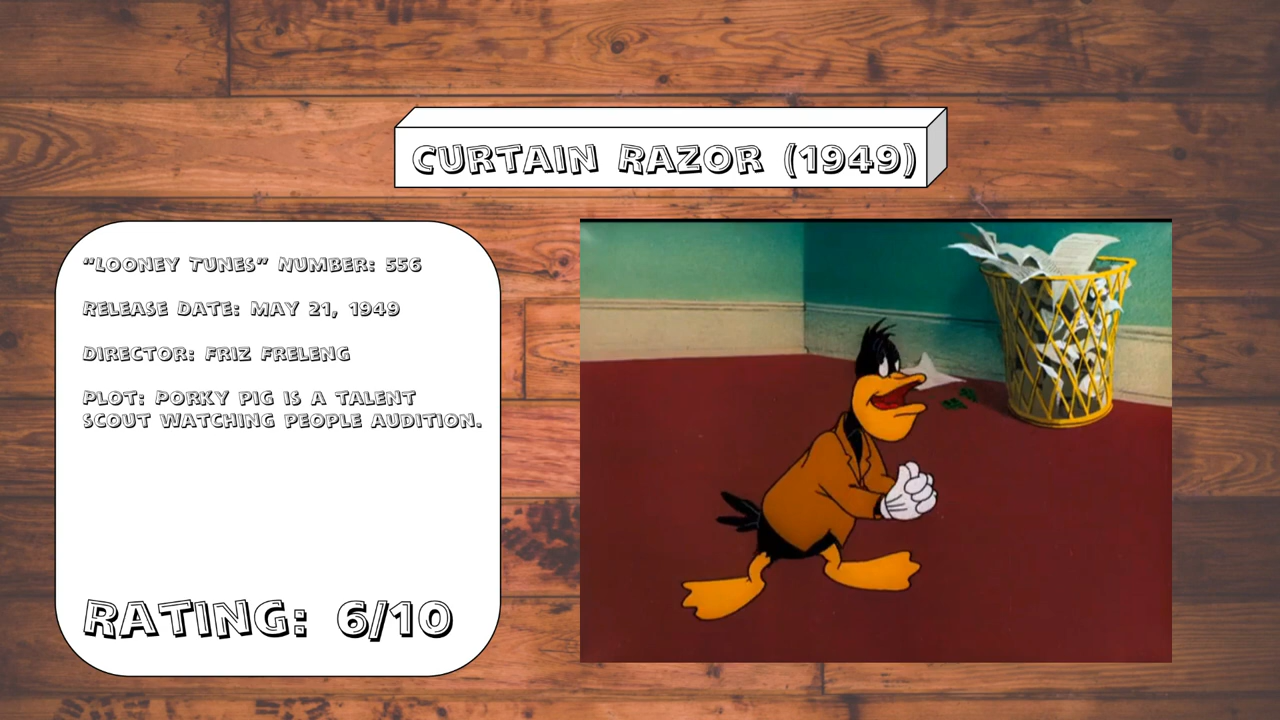 CURTAIN RAZOR (1949)
"LOONEY TUNES" NUMBER: 556
RELEASE DATE: MAY 21, 1949
DIRECTOR: FRIZ FRELENG
PLOT: PORKY PIG IS A TALENT
SCOUT WATCHING PEOPLE AUDITION.
RATING: 6/10